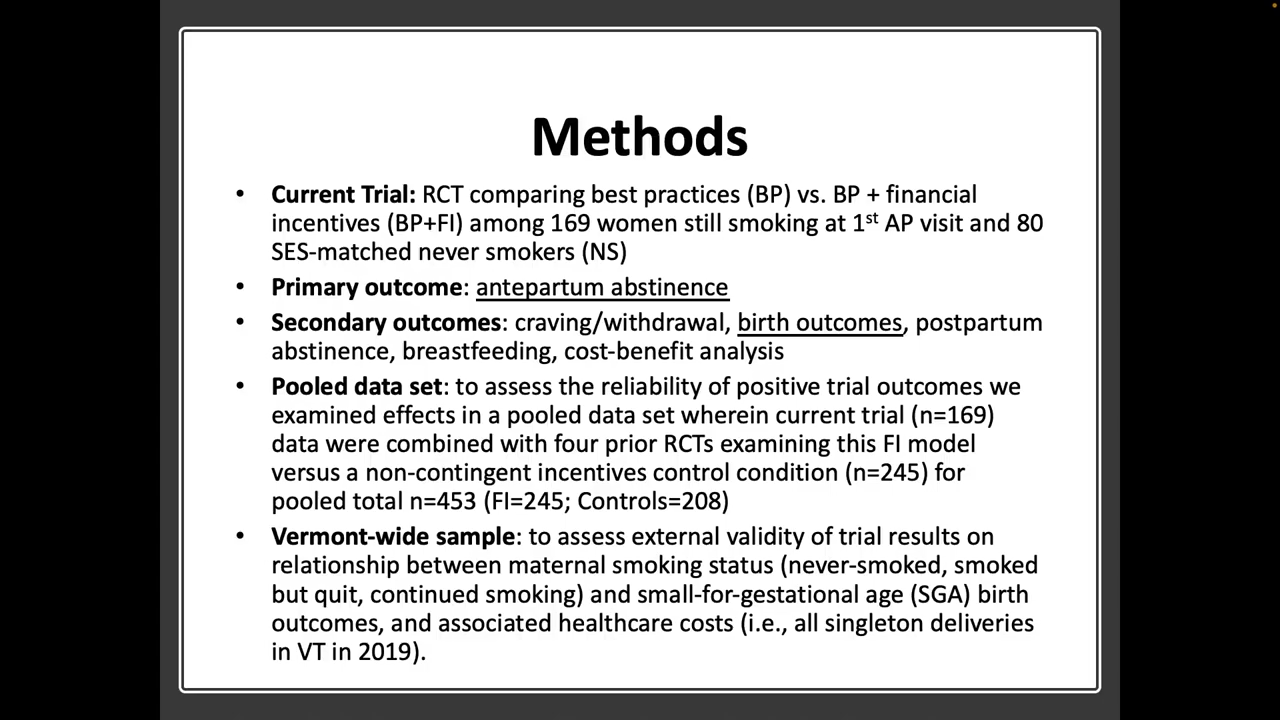 Methods
• Current Trial: RCT comparing best practices (BP) vs. BP + financial
incentives (BP+FI) among 169 women still smoking at 1st AP visit and 80
SES-matched never smokers (NS)
• Primary outcome: antepartum abstinence
• Secondary outcomes: craving/withdrawal, birth outcomes, postpartum
abstinence, breastfeeding, cost-benefit analysis
• Pooled data set: to assess the reliability of positive trial outcomes we
examined effects in a pooled data set wherein current trial (n=169)
data were combined with four prior RCTs examining this FI model
versus a non-contingent incentives control condition (n=245) for
pooled total n=453 (FI=245; Controls=208)
• Vermont-wide sample: to assess external validity of trial results on
relationship between maternal smoking status (never-smoked, smoked
but quit, continued smoking) and small-for-gestational age (SGA) birth
outcomes, and associated healthcare costs (i.e., all singleton deliveries
in VT in 2019).